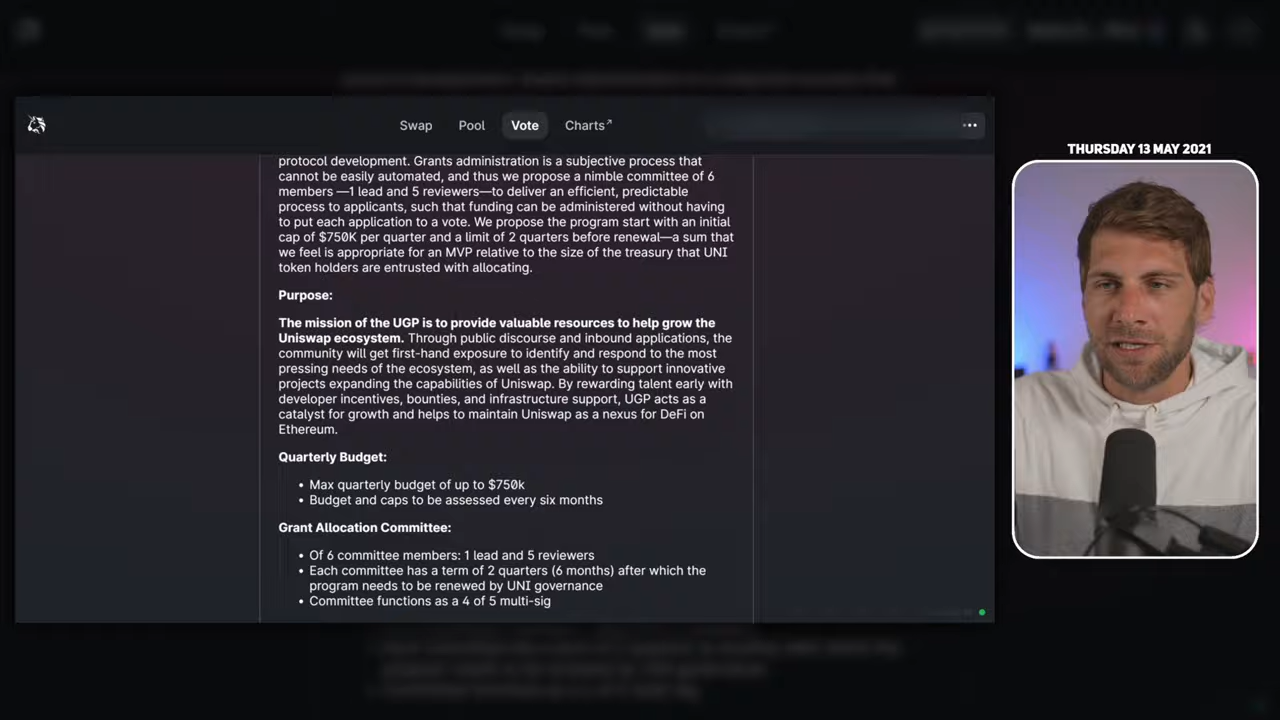 Swap
Pool
Vote
Charts↗
THURSDAY 13 MAY 2021
protocol development. Grants administration is a subjective process that
cannot be easily automated, and thus we propose a nimble committee of 6
members —1 lead and 5 reviewers—to deliver an efficient, predictable
process to applicants, such that funding can be administered without having
to put each application to a vote. We propose the program start with an initial
cap of $750K per quarter and a limit of 2 quarters before renewal—a sum that
we feel is appropriate for an MVP relative to the size of the treasury that UNI
token holders are entrusted with allocating.
Purpose:
The mission of the UGP is to provide valuable resources to help grow the
Uniswap ecosystem. Through public discourse and inbound applications, the
community will get first-hand exposure to identify and respond to the most
pressing needs of the ecosystem, as well as the ability to support innovative
projects expanding the capabilities of Uniswap. By rewarding talent early with
developer incentives, bounties, and infrastructure support, UGP acts as a
catalyst for growth and helps to maintain Uniswap as a nexus for DeFi on
Ethereum.
Quarterly Budget:
• Max quarterly budget of up to $750k
• Budget and caps to be assessed every six months
Grant Allocation Committee:
• Of 6 committee members: 1 lead and 5 reviewers
• Each committee has a term of 2 quarters (6 months) after which the
program needs to be renewed by UNI governance
• Committee functions as a 4 of 5 multi-sig